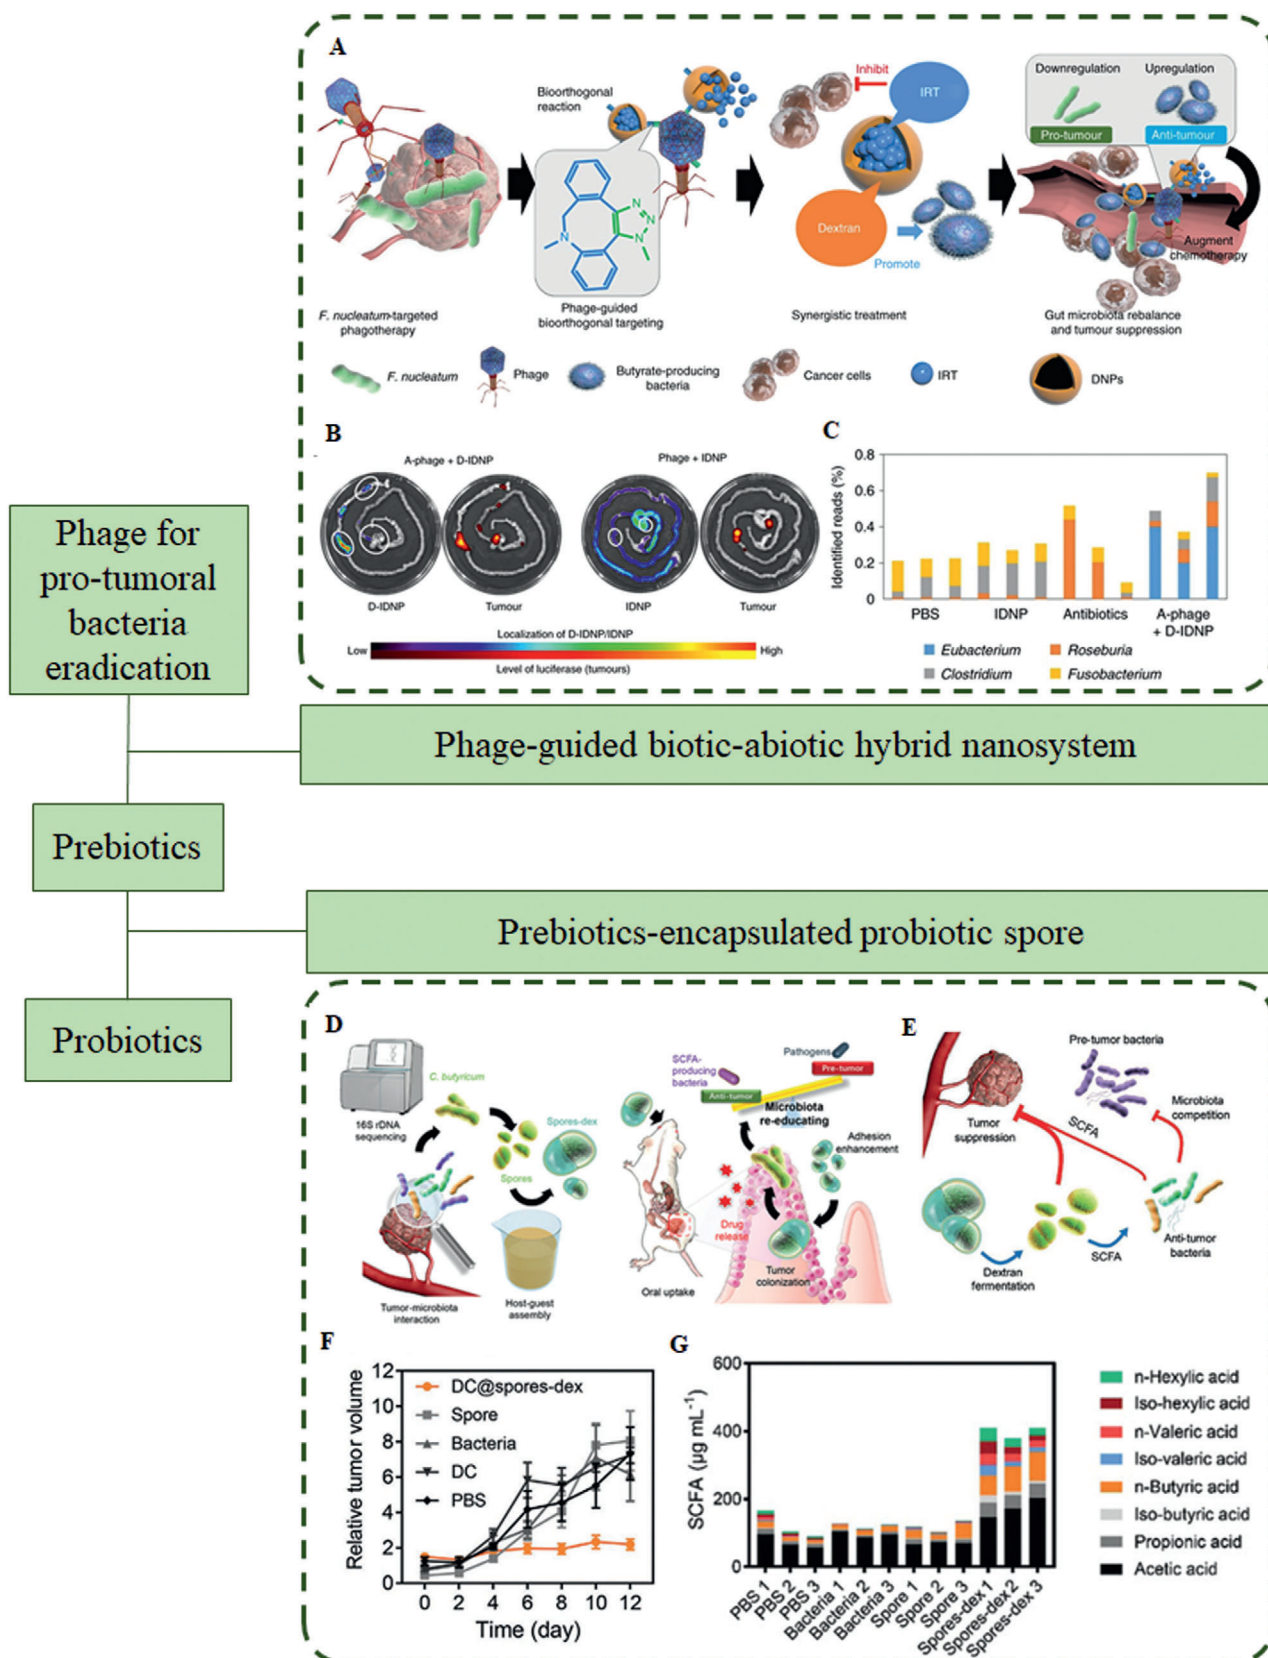 Phage for
pro-tumoral
bacteria
eradication
Prebiotics
Probiotics
A
Bioorthogonal
reaction
Inhibit
IRT
Dextran
Promote
Downregulation
Upregulation
Pro-tumour
Anti-tumour
Augment
chemotherapy
N
N
N
N
F. nucleatum-targeted
phagotherapy
Phage-guided
bioorthogonal targeting
Synergistic treatment
Gut microbiota rebalance
and tumour suppression
F. nucleatum
Phage
Butyrate-producing
bacteria
Cancer cells
IRT
DNPs
B
A-phage + D-IDNP
Phage + IDNP
D-IDNP
Tumour
IDNP
Tumour
Localization of D-IDNP/IDNP
Low
High
Level of luciferase (tumours)
C
Identified reads (%)
0.8
0.6
0.4
0.2
0
PBS
IDNP
Antibiotics
A-phage
+ D-IDNP
Eubacterium
Roseburia
Clostridium
Fusobacterium
Phage-guided biotic-abiotic hybrid nanosystem
Prebiotics-encapsulated probiotic spore
D
16S rDNA
sequencing
C. butyricum
Spores-dex
Spores
Tumor-microbiota
interaction
Host-guest
assembly
SCFA-
producing
bacteria
Pathogens
Anti-tumor
Pre-tumor
Microbiota
re-educating
Adhesion
enhancement
Drug
release
Oral uptake
Tumor
colonization
E
Pre-tumor bacteria
Microbiota
competition
Tumor
suppression
SCFA
SCFA
Dextran
fermentation
Anti-tumor
bacteria
F
Relative tumor volume
12
10
8
6
4
2
0
DC@spores-dex
Spore
Bacteria
DC
PBS
0 2 4 6 8 10 12
Time (day)
G
SCFA (µg mL⁻¹)
600
400
200
0
PBS 1
PBS 2
PBS 3
Bacteria 1
Bacteria 2
Bacteria 3
Spore 1
Spore 2
Spore 3
Spores-dex 1
Spores-dex 2
Spores-dex 3
n-Hexylic acid
Iso-hexylic acid
n-Valeric acid
Iso-valeric acid
n-Butyric acid
Iso-butyric acid
Propionic acid
Acetic acid